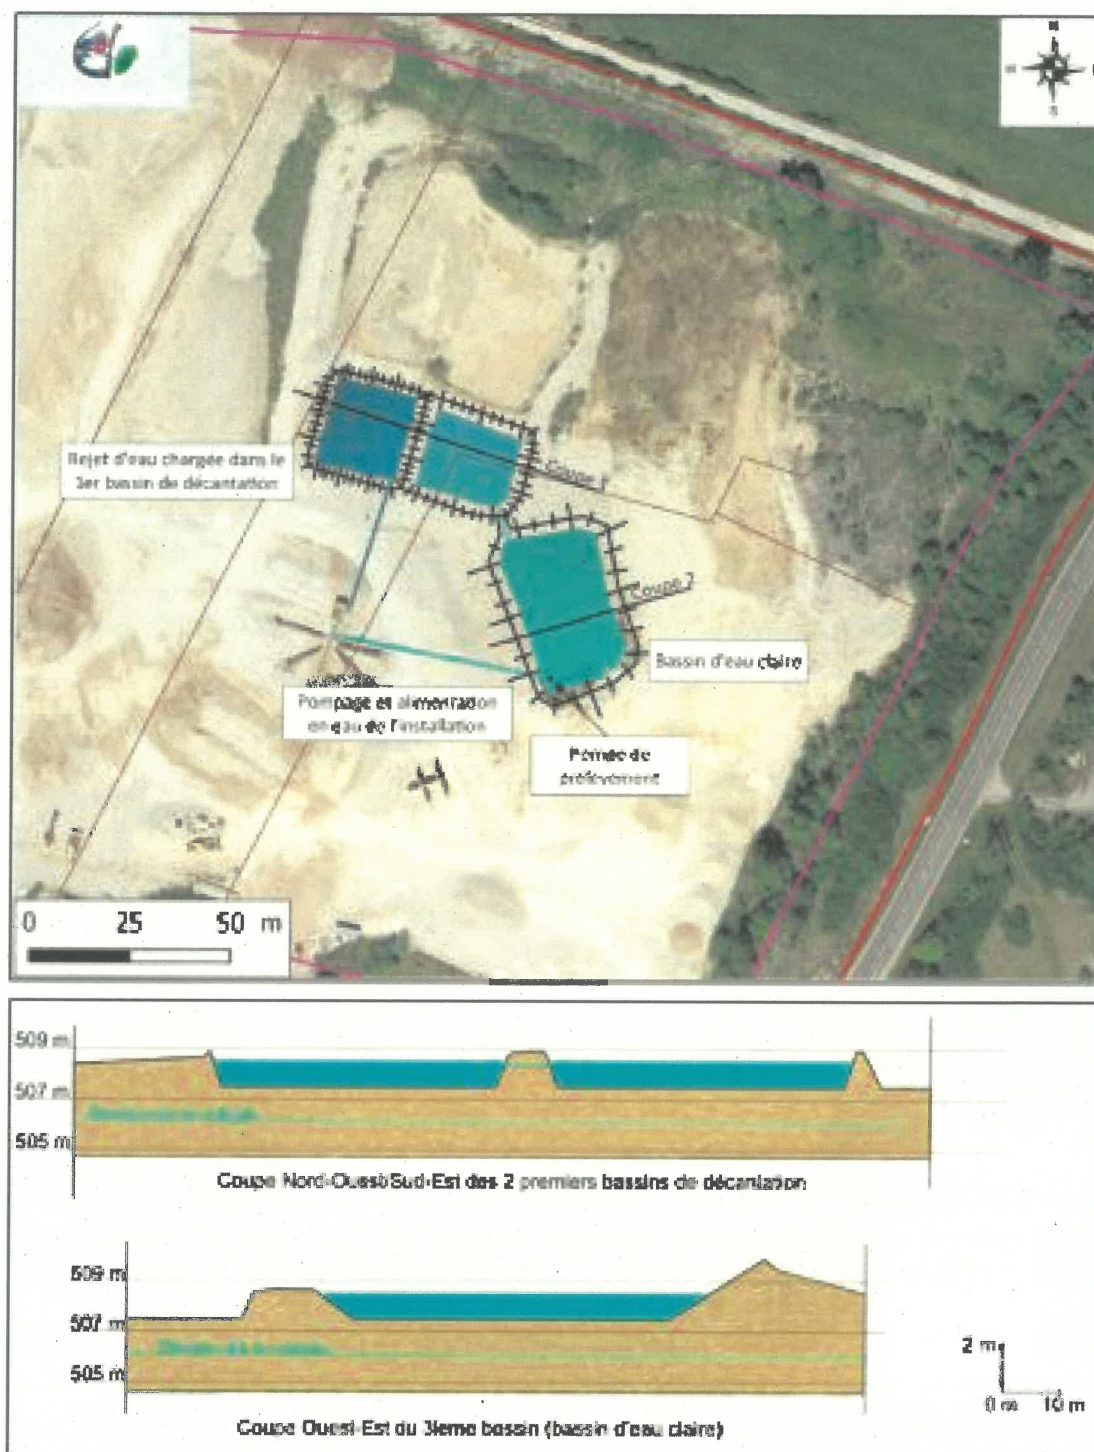 N
S
Rejet d'eau chargée dans le
1er bassin de décantation
Coupe 1
Coupe 2
Bassin d'eau claire
Pompage et alimentation
en eau de l'installation
Pompe de
prélèvement
0 25 50 m
509 m
507 m
505 m
Coupe Nord-Ouest/Sud-Est des 2 premiers bassins de décantation
509 m
507 m
505 m
2 m
0 m 10 m
Coupe Ouest-Est du 3ieme bassin (bassin d'eau claire)